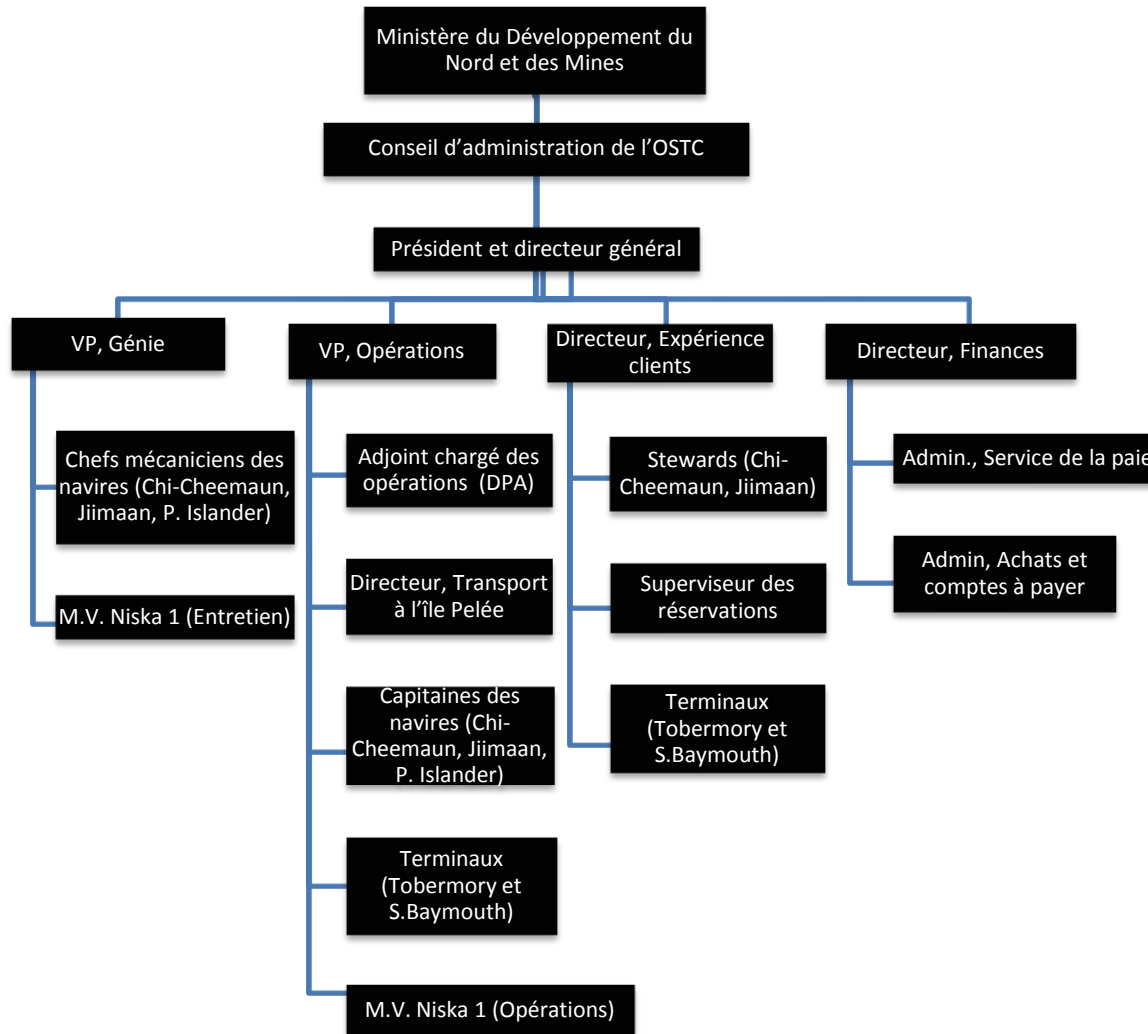 Ministère du Développement du
Nord et des Mines
Conseil d’administration de l’OSTC
Président et directeur général
VP, Génie
VP, Opérations
Directeur, Expérience
clients
Directeur, Finances
Chefs mécaniciens des
navires (Chi-Cheemaun,
Jiimaan, P. Islander)
M.V. Niska 1 (Entretien)
Adjoint chargé des
opérations (DPA)
Directeur, Transport
à l’île Pelée
Capitaines des
navires (Chi-
Cheemaun, Jiimaan,
P. Islander)
Terminaux
(Tobermory et
S.Baymouth)
M.V. Niska 1 (Opérations)
Stewards (Chi-
Cheemaun, Jiimaan)
Superviseur des
réservations
Terminaux
(Tobermory et
S.Baymouth)
Admin., Service de la paie
Admin, Achats et
comptes à payer